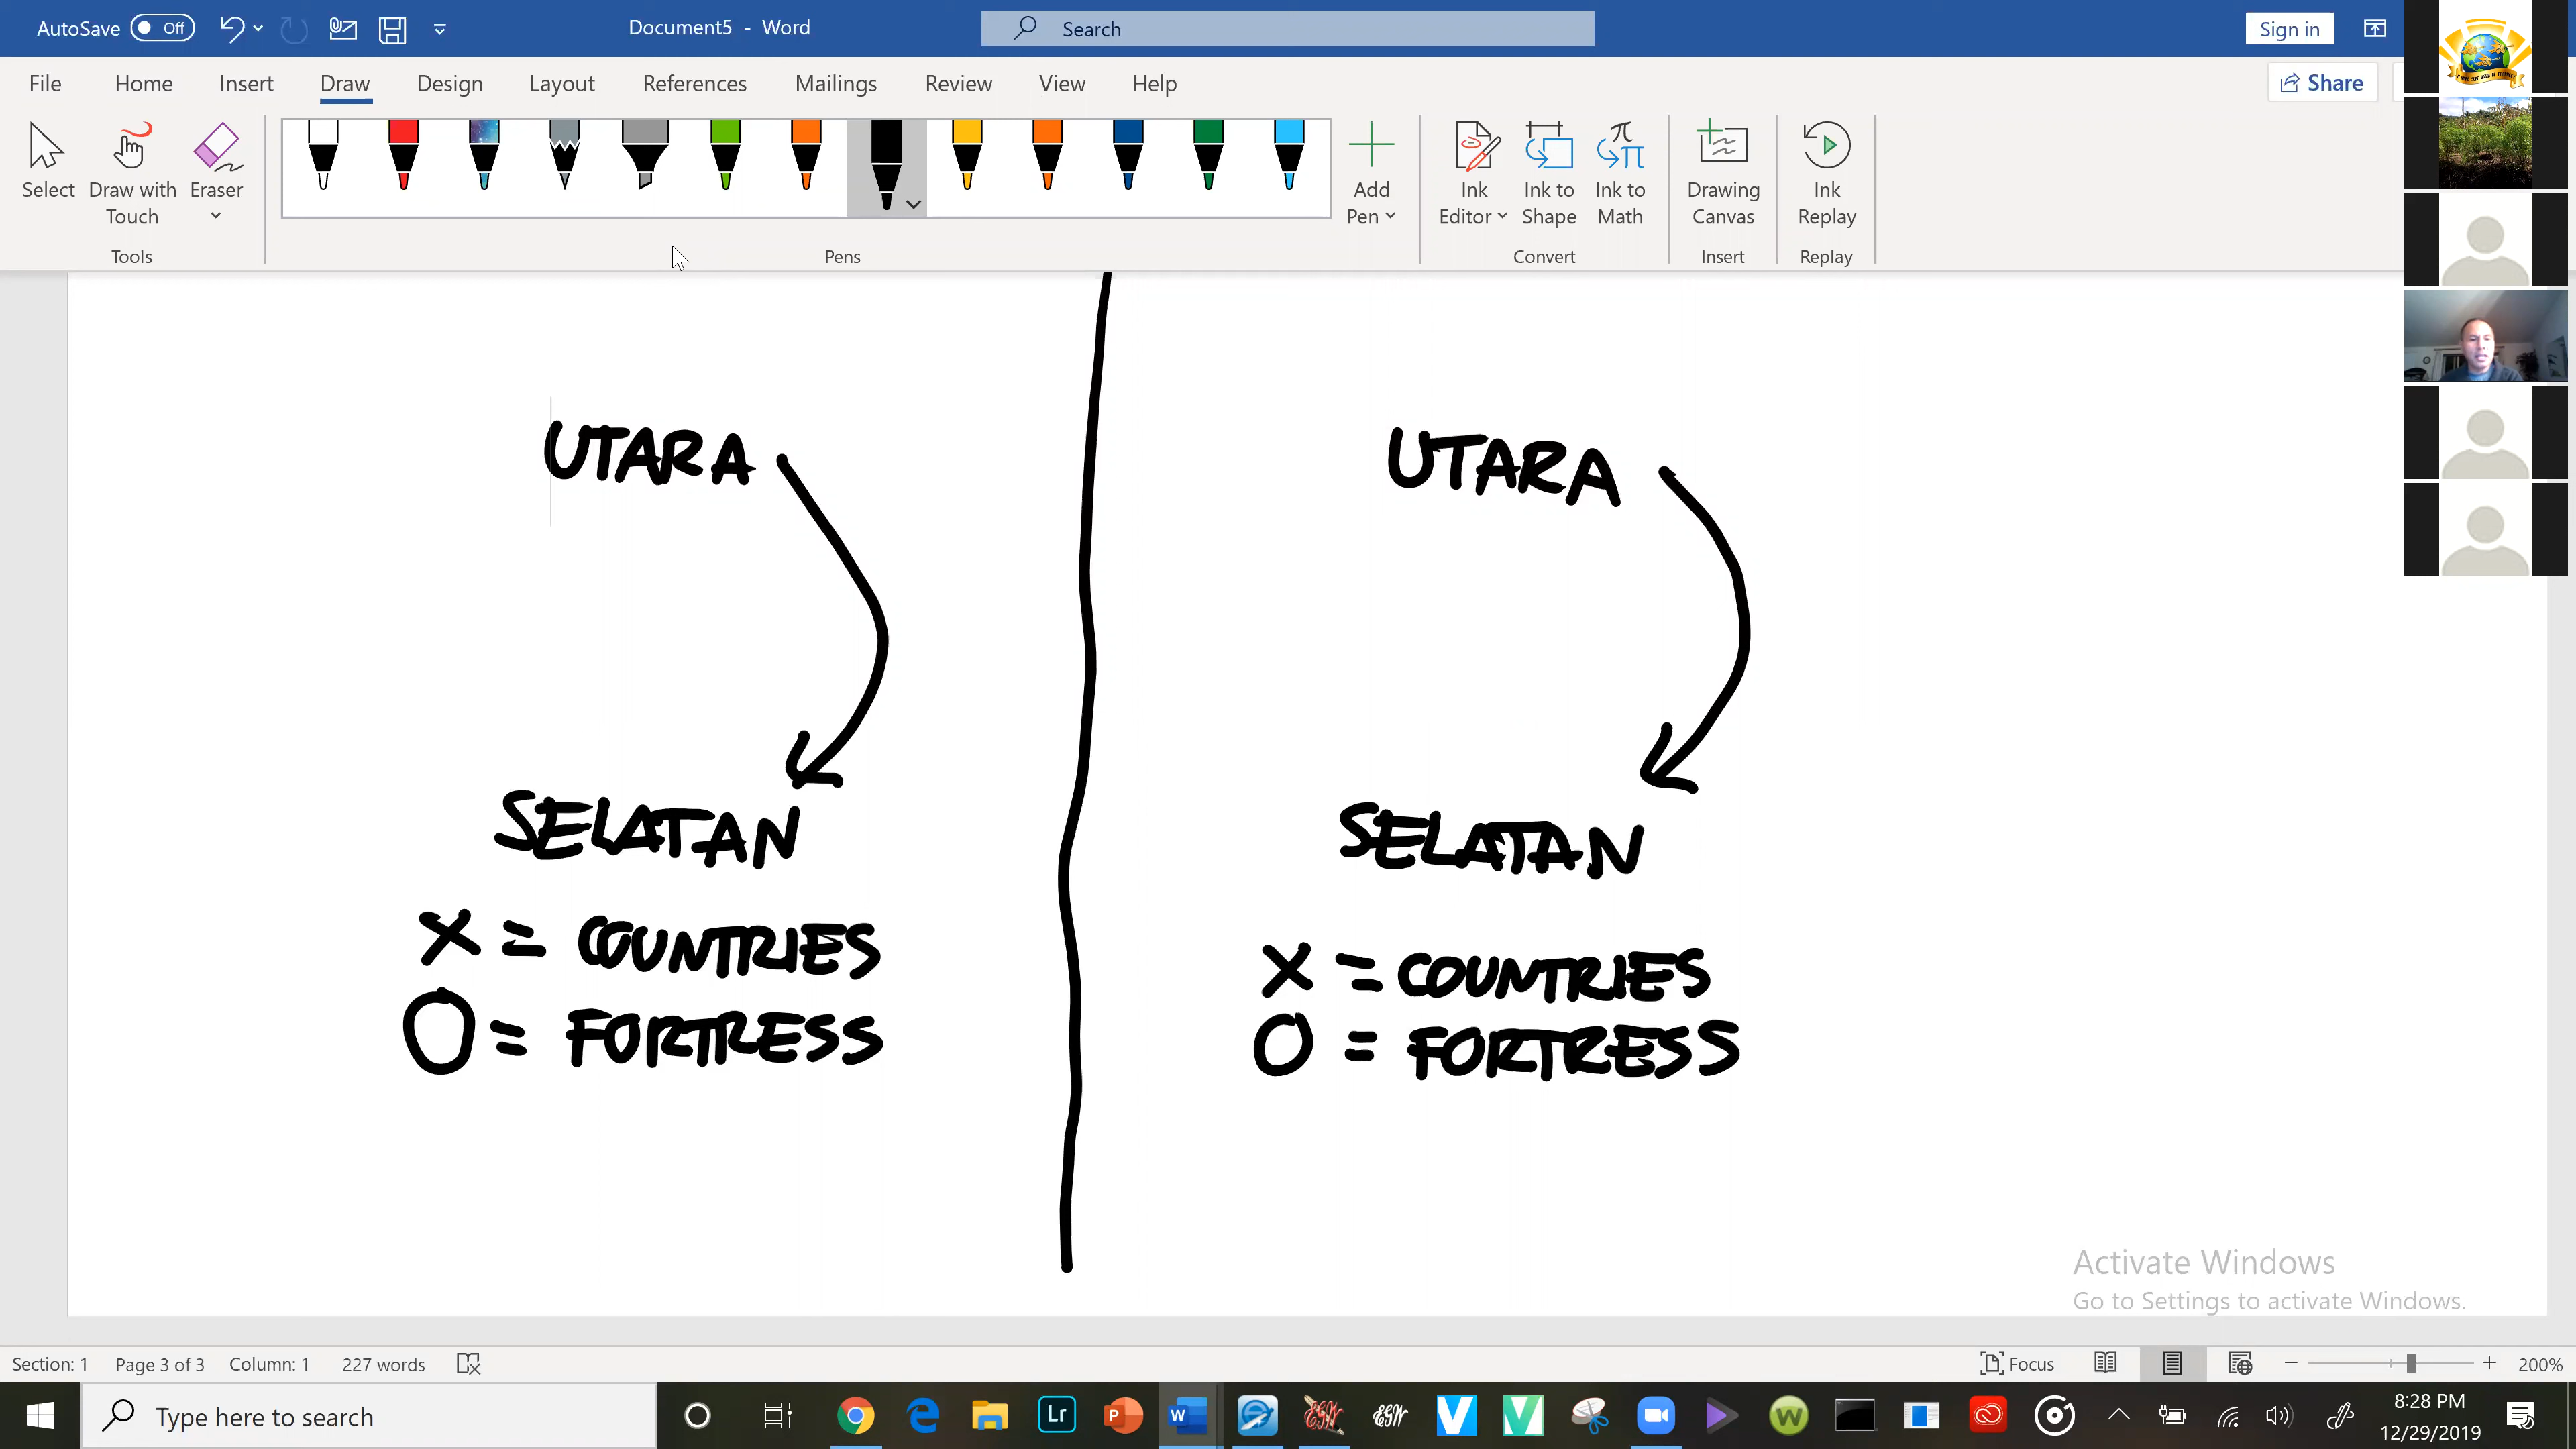 AutoSave Off Document5 - Word Search Sign in
File Home Insert Draw Design Layout References Mailings Review View Help Share
Select Draw with Touch Eraser Add Pen Ink Editor Ink to Shape Ink to Math Drawing Canvas Ink Replay
Tools Pens Convert Insert Replay
UTARA
SELATAN
X = COUNTRIES
O = FORTRESS
UTARA
SELATAN
X = COUNTRIES
O = FORTRESS
Activate Windows
Go to Settings to activate Windows.
Section: 1 Page 3 of 3 Column: 1 227 words Focus 200%
Type here to search Lr P W EGW EGW V V W 8:28 PM
12/29/2019